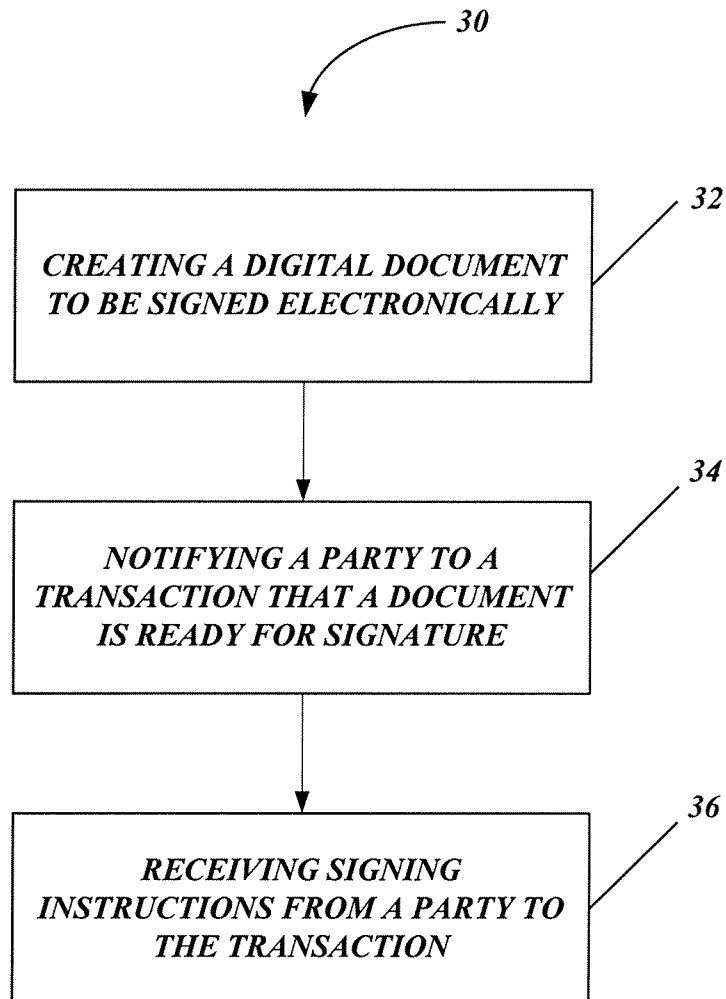 30
32
CREATING A DIGITAL DOCUMENT
TO BE SIGNED ELECTRONICALLY
34
NOTIFYING A PARTY TO A
TRANSACTION THAT A DOCUMENT
IS READY FOR SIGNATURE
36
RECEIVING SIGNING
INSTRUCTIONS FROM A PARTY TO
THE TRANSACTION